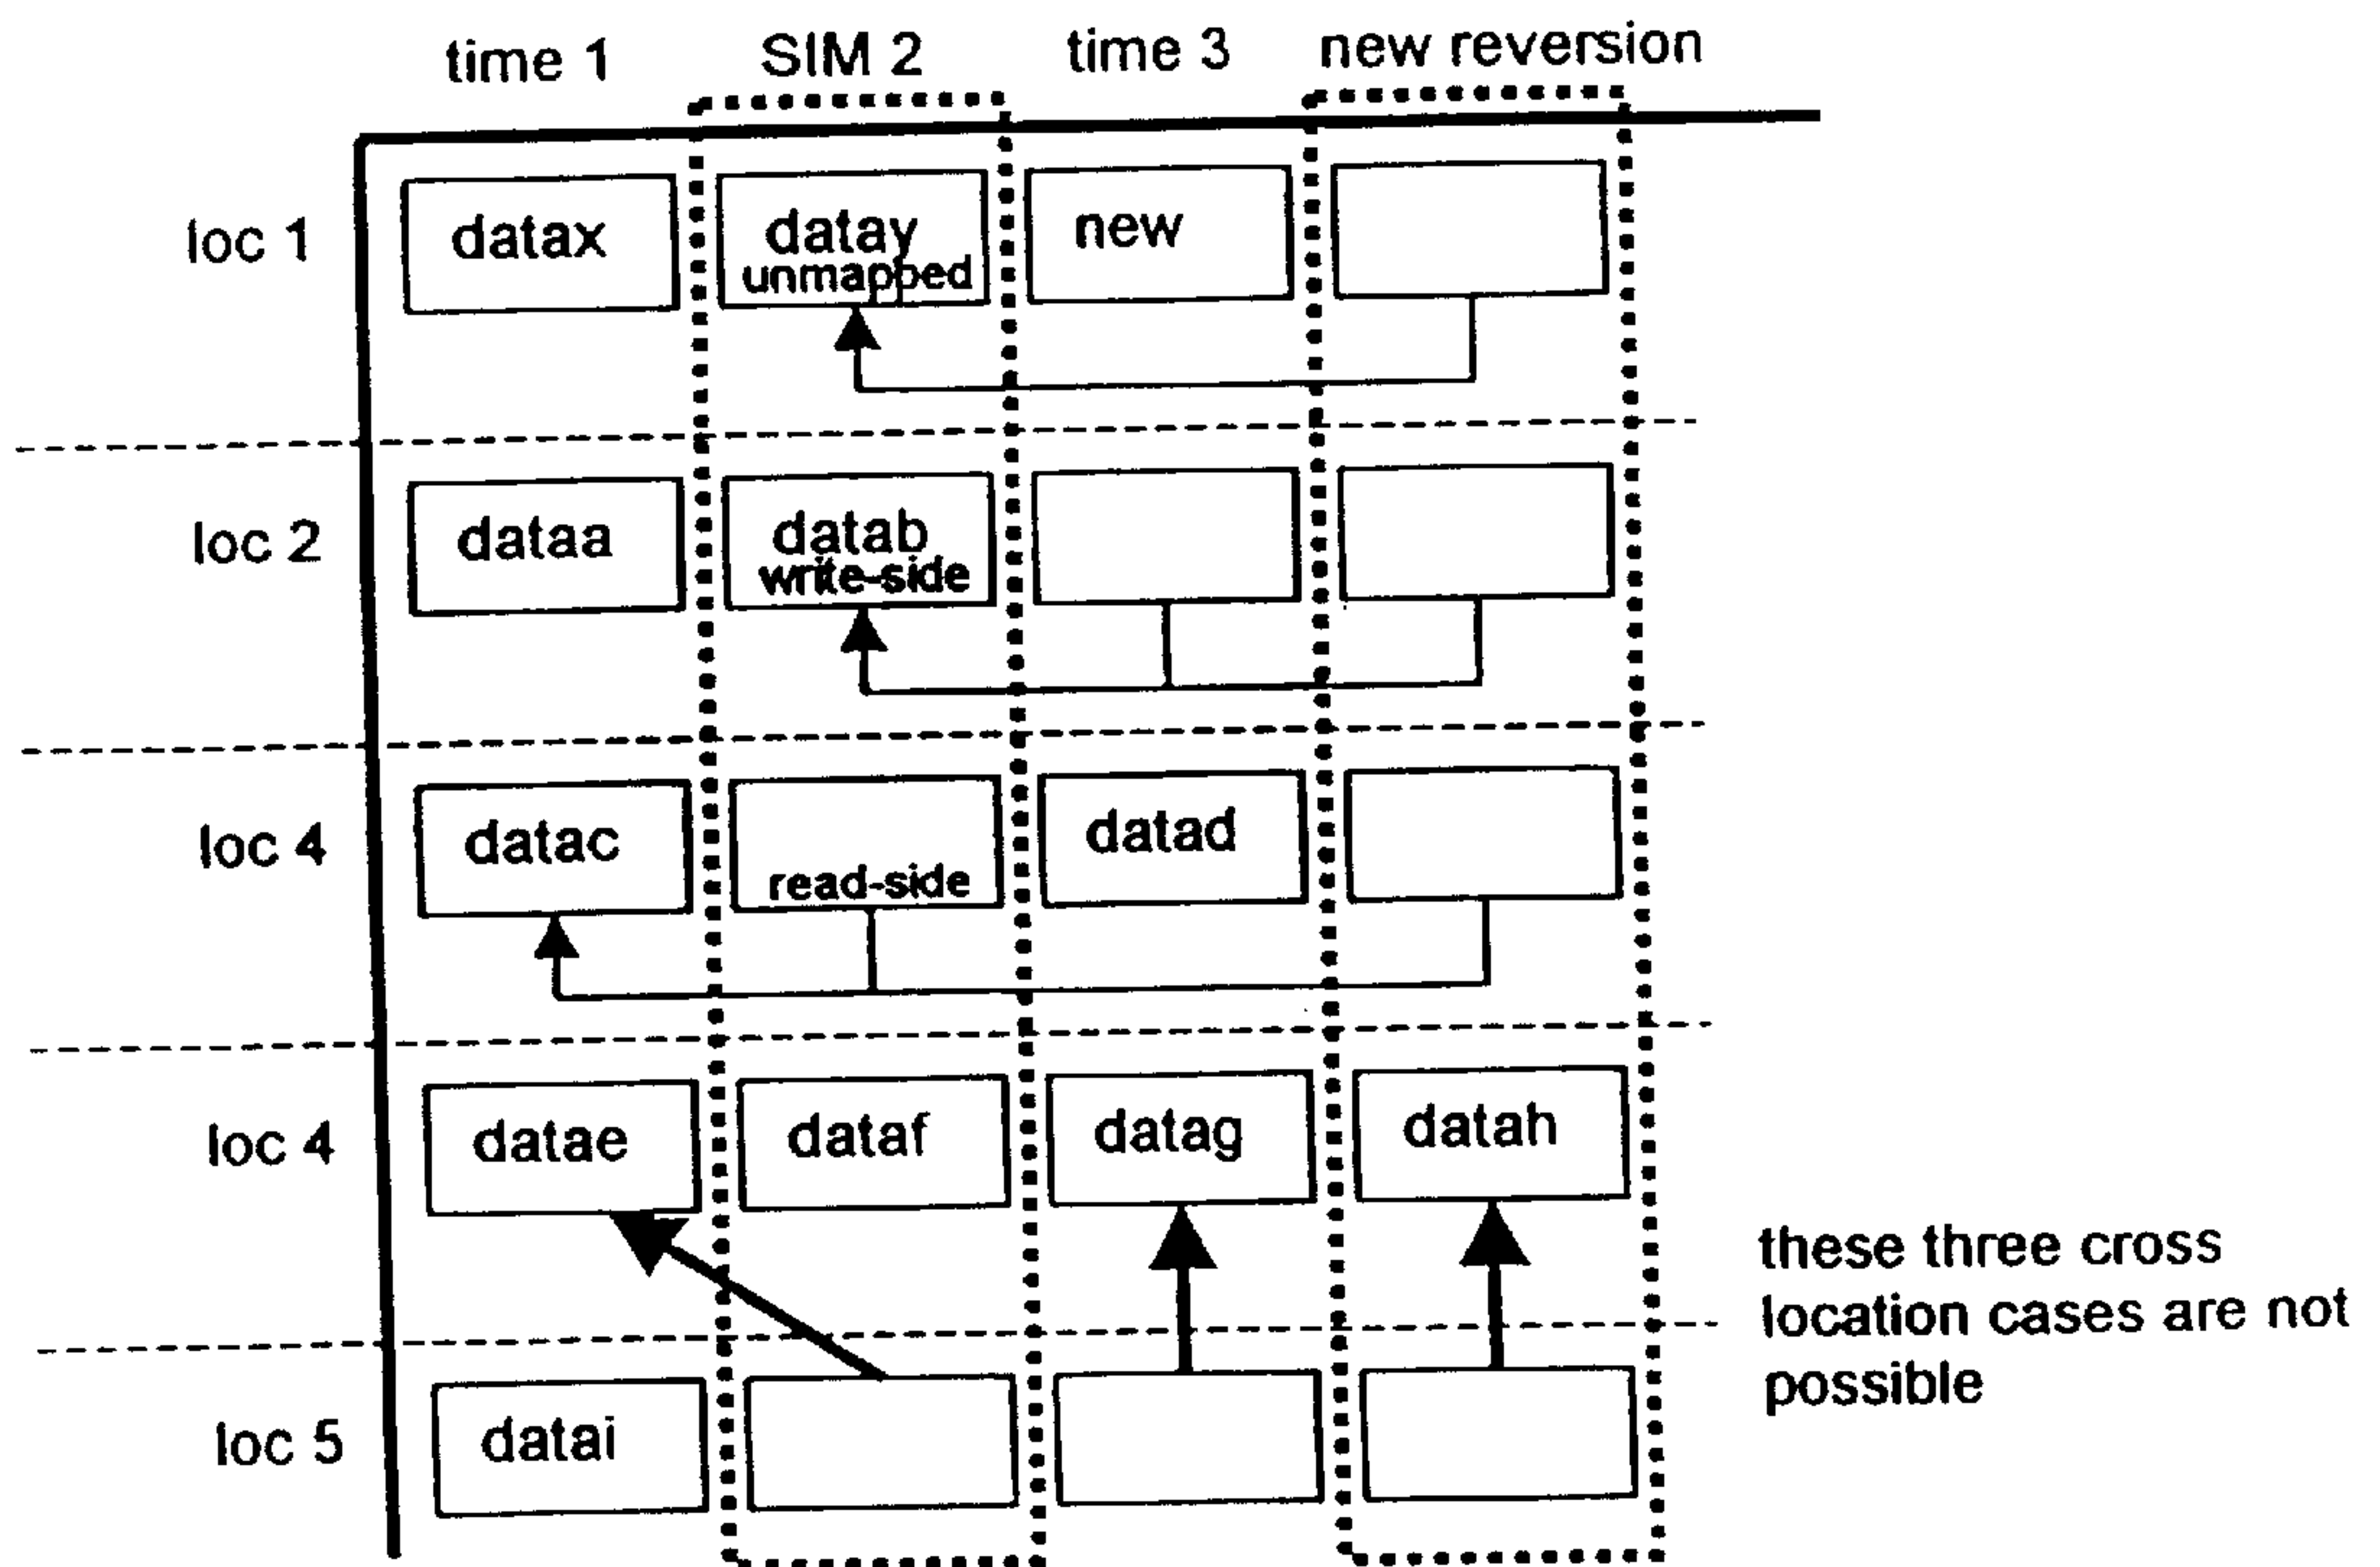 time 1 SIM 2 time 3 new reversion
loc 1 datax datay new
unmapped
loc 2 dataa datab
write-side
loc 4 datac datad
read-side
loc 4 datae dataf datag datah
these three cross
location cases are not
possible
loc 5 datai